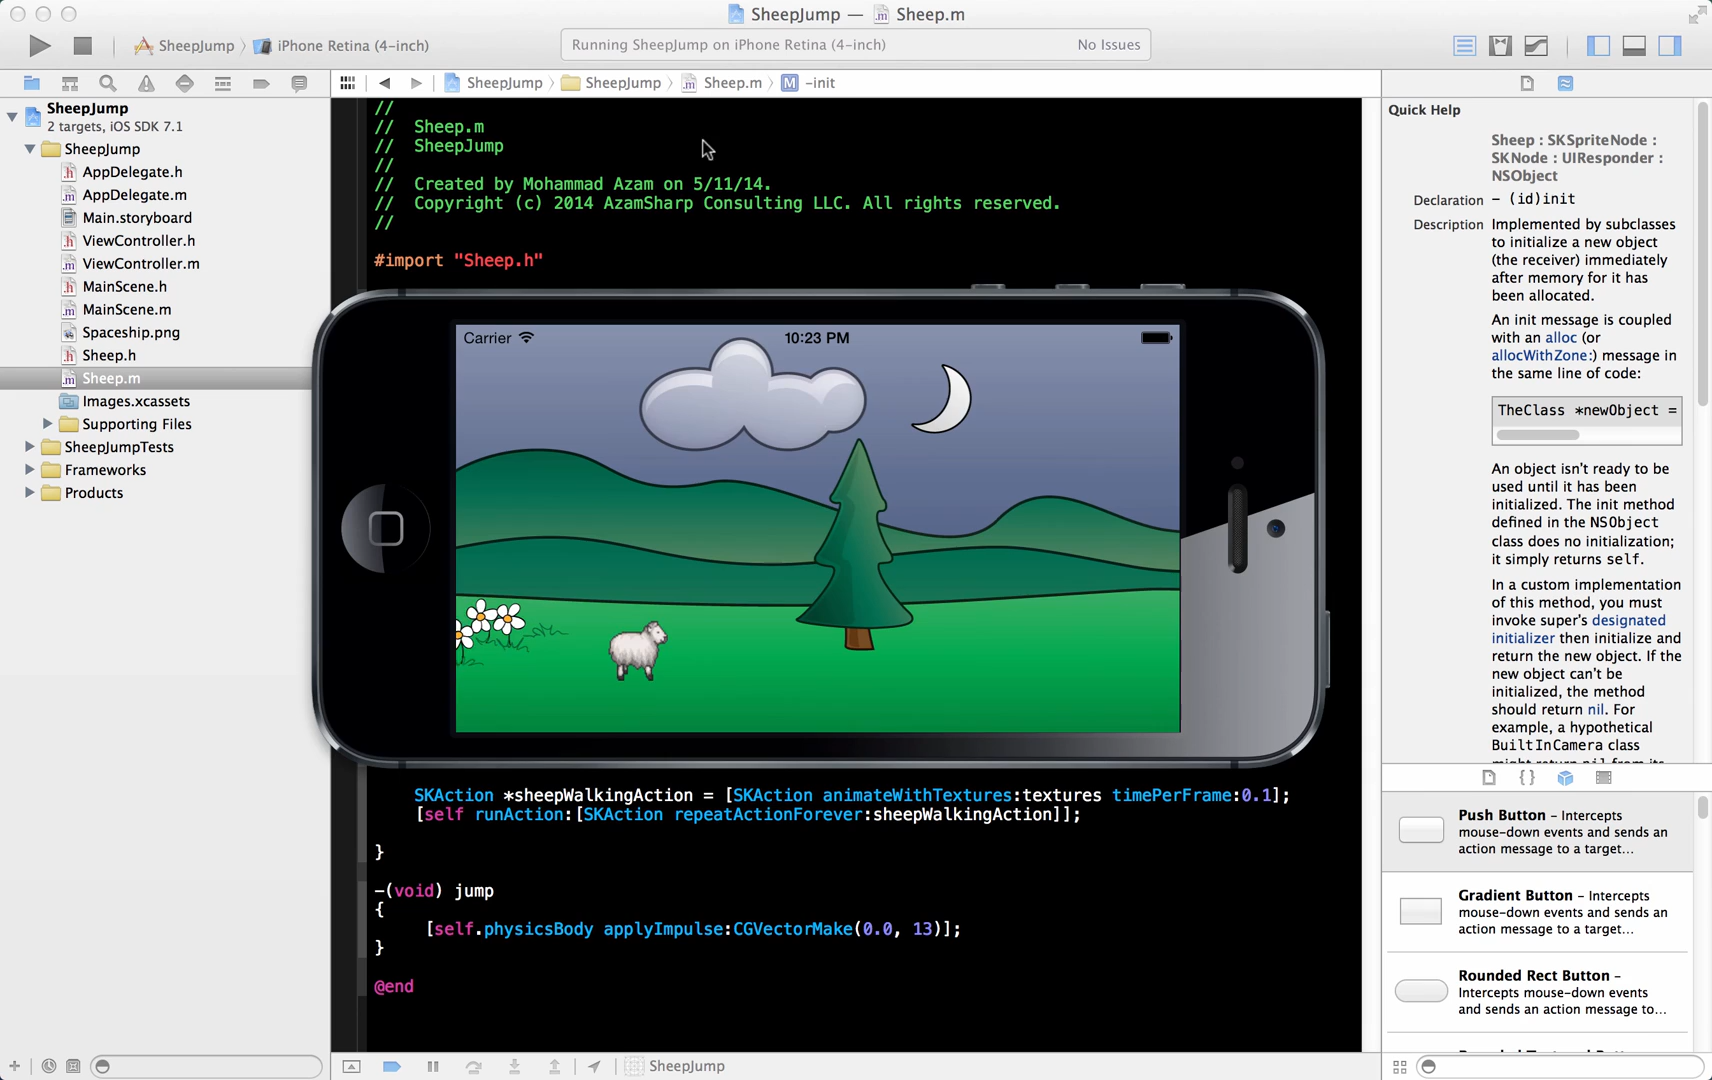 SheepJump — Sheep.m
SheepJump 〉 iPhone Retina (4-inch)
Running SheepJump on iPhone Retina (4-inch) No Issues
SheepJump 〉 SheepJump 〉 Sheep.m 〉 M -init
SheepJump
2 targets, iOS SDK 7.1
SheepJump
AppDelegate.h
AppDelegate.m
Main.storyboard
ViewController.h
ViewController.m
MainScene.h
MainScene.m
Spaceship.png
Sheep.h
Sheep.m
Images.xcassets
Supporting Files
SheepJumpTests
Frameworks
Products
//
// Sheep.m
// SheepJump
//
// Created by Mohammad Azam on 5/11/14.
// Copyright (c) 2014 AzamSharp Consulting LLC. All rights reserved.
//
#import "Sheep.h"
Carrier 10:23 PM
SKAction *sheepWalkingAction = [SKAction animateWithTextures:textures timePerFrame:0.1];
[self runAction:[SKAction repeatActionForever:sheepWalkingAction]];
}
-(void) jump
{
[self.physicsBody applyImpulse:CGVectorMake(0.0, 13)];
}
@end
SheepJump
Quick Help
Sheep : SKSpriteNode :
SKNode : UIResponder :
NSObject
Declaration - (id)init
Description Implemented by subclasses
to initialize a new object
(the receiver) immediately
after memory for it has
been allocated.
An init message is coupled
with an alloc (or
allocWithZone:) message in
the same line of code:
TheClass *newObject =
An object isn't ready to be
used until it has been
initialized. The init method
defined in the NSObject
class does no initialization;
it simply returns self.
In a custom implementation
of this method, you must
invoke super's designated
initializer then initialize and
return the new object. If the
new object can't be
initialized, the method
should return nil. For
example, a hypothetical
BuiltInCamera class
might return nil from its
{}
Push Button – Intercepts
mouse-down events and sends an
action message to a target...
Gradient Button – Intercepts
mouse-down events and sends an
action message to a target...
Rounded Rect Button –
Intercepts mouse-down events
and sends an action message to...